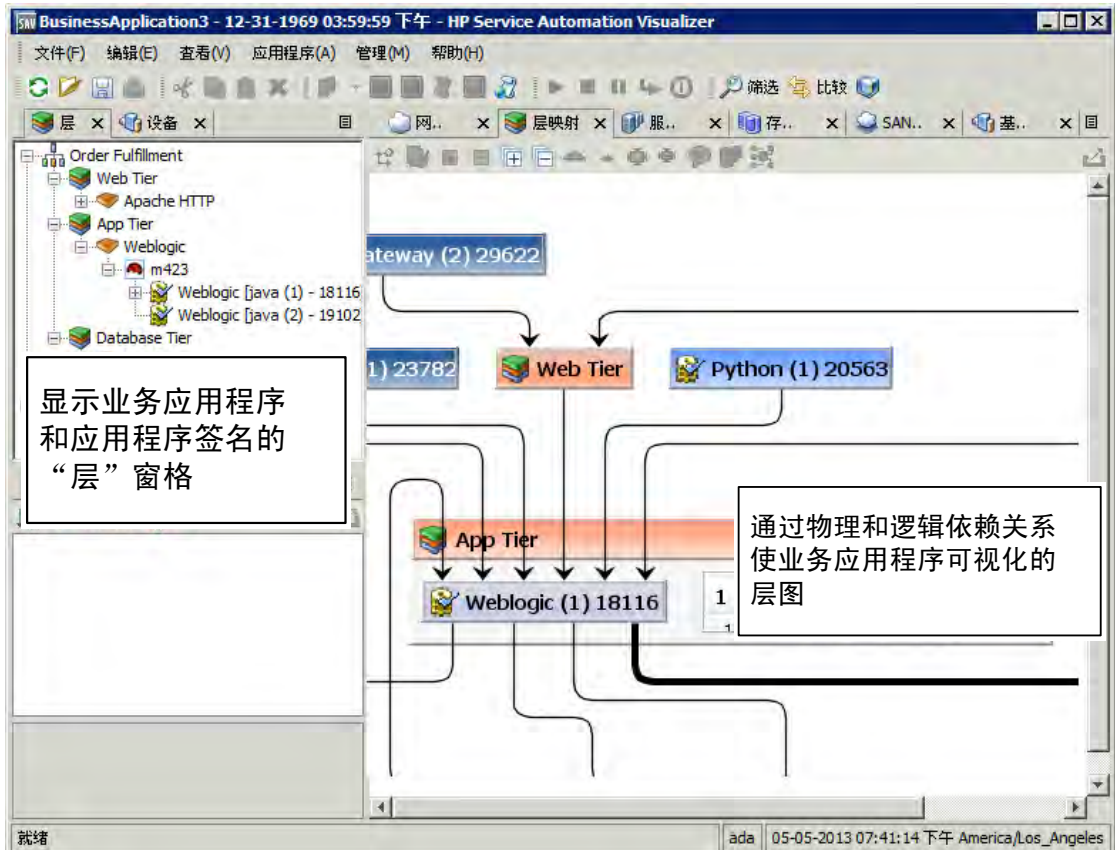 SAV BusinessApplication3 - 12-31-1969 03:59:59 下午 - HP Service Automation Visualizer
文件(F) 编辑(E) 查看(V) 应用程序(A) 管理(M) 帮助(H)
筛选 比较
层 设备
网.. 层映射 服.. 存.. SAN.. 基..
Order Fulfillment
Web Tier
Apache HTTP
App Tier
Weblogic
m423
Weblogic [java (1) - 18116
Weblogic [java (2) - 19102
Database Tier
显示业务应用程序
和应用程序签名的
“层”窗格
ateway (2) 29622
1) 23782
Web Tier
Python (1) 20563
App Tier
Weblogic (1) 18116
1
通过物理和逻辑依赖关系
使业务应用程序可视化的
层图
就绪
ada
05-05-2013 07:41:14 下午 America/Los_Angeles